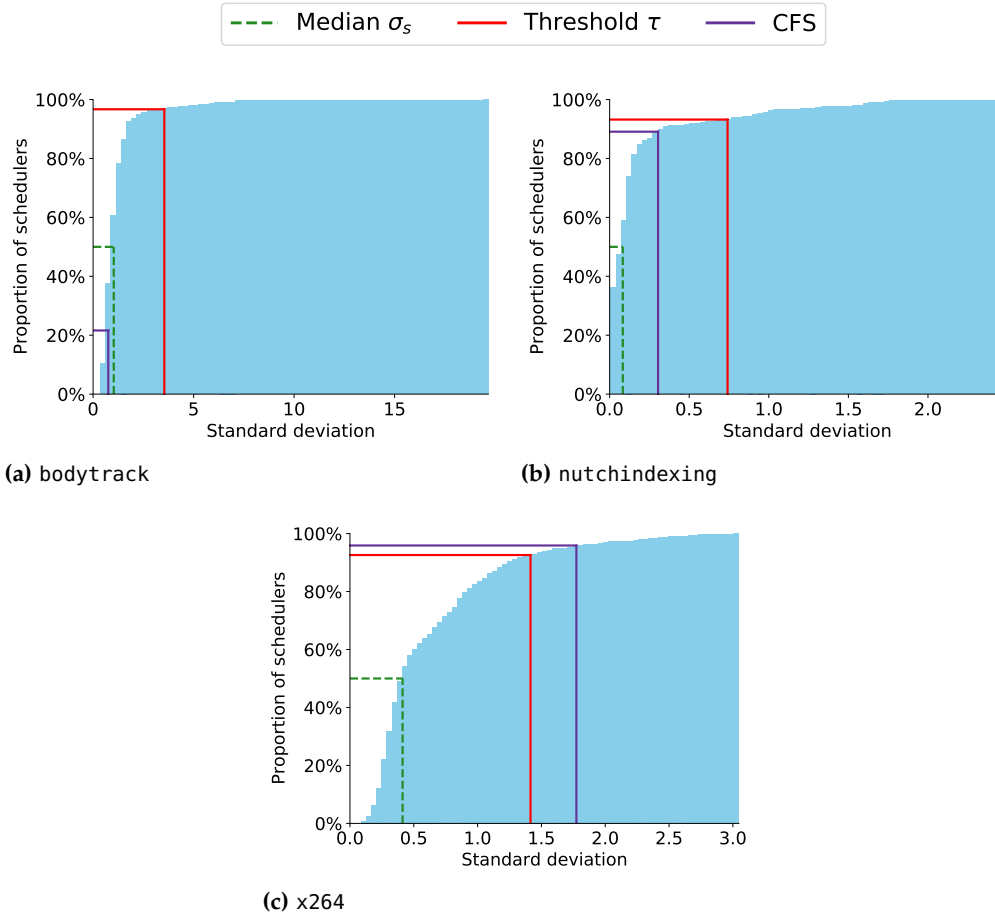 Median σs Threshold τ CFS
100%
80%
60%
40%
20%
0%
Proportion of schedulers
0 5 10 15
Standard deviation
(a) bodytrack
100%
80%
60%
40%
20%
0%
Proportion of schedulers
0.0 0.5 1.0 1.5 2.0
Standard deviation
(b) nutchindexing
100%
80%
60%
40%
20%
0%
Proportion of schedulers
0.0 0.5 1.0 1.5 2.0 2.5 3.0
Standard deviation
(c) x264